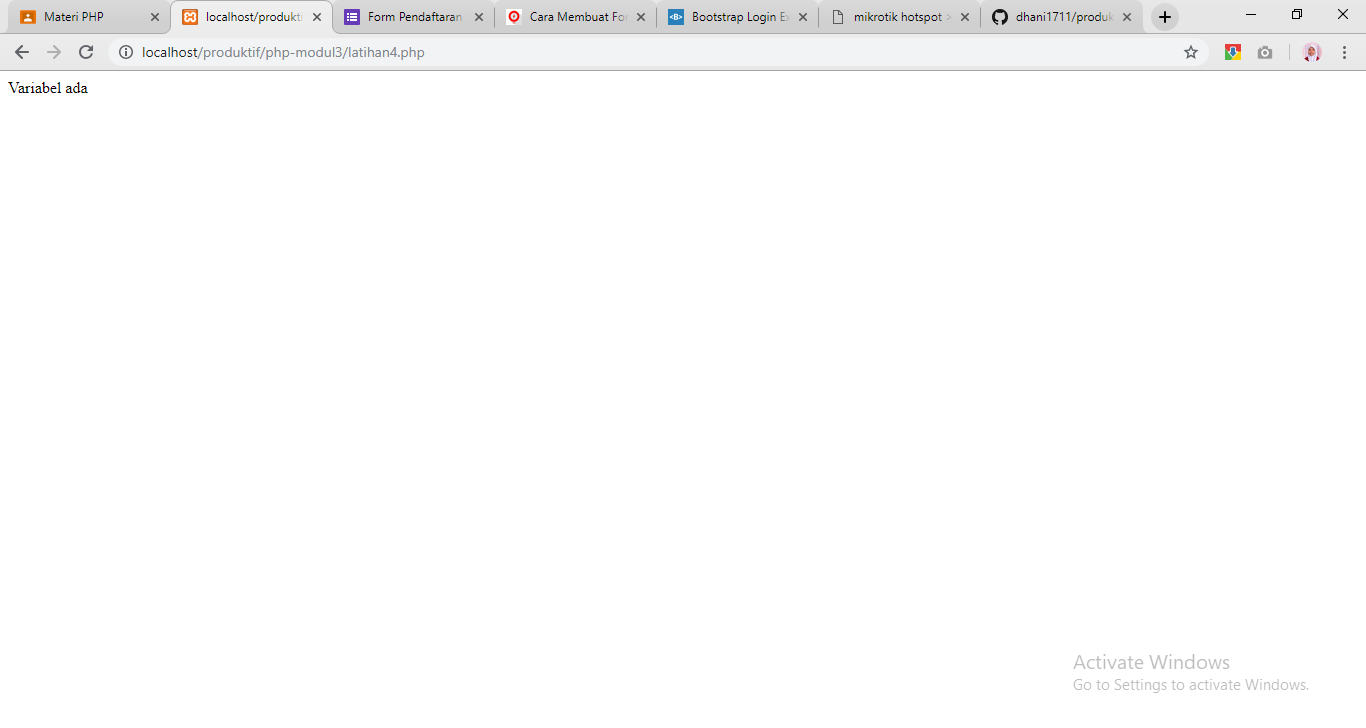 Materi PHP
localhost/produkti
Form Pendaftaran
Cara Membuat For
Bootstrap Login Ex
mikrotik hotspot >
dhani1711/produk
localhost/produktif/php-modul3/latihan4.php
Variabel ada
Activate Windows
Go to Settings to activate Windows.